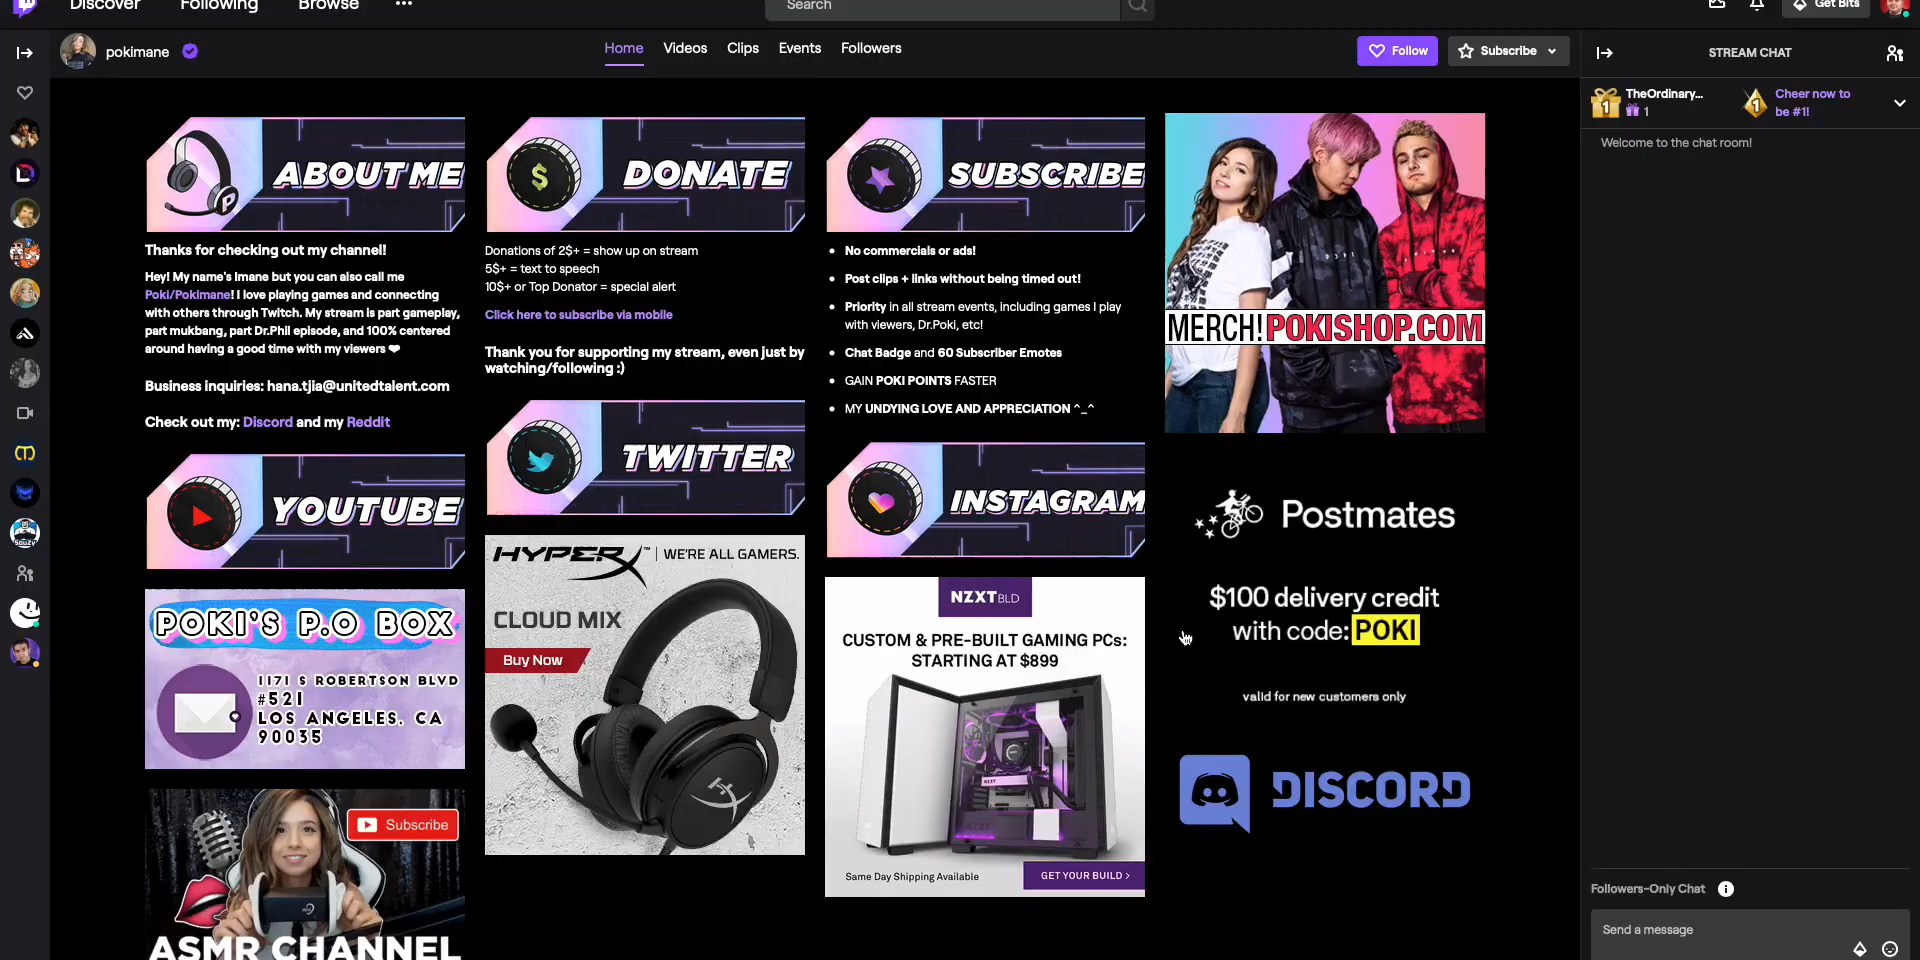 Discover
Following
Browse
Search
Get Bits
pokimane
Home
Videos
Clips
Events
Followers
Follow
Subscribe
STREAM CHAT
1
TheOrdinary...
1
1
Cheer now to
be #1!
Welcome to the chat room!
ABOUT ME
Thanks for checking out my channel!
Hey! My name's Imane but you can also call me
Poki/Pokimane! I love playing games and connecting
with others through Twitch. My stream is part gameplay,
part mukbang, part Dr.Phil episode, and 100% centered
around having a good time with my viewers ❤
Business inquiries: hana.tjia@unitedtalent.com
Check out my: Discord and my Reddit
YOUTUBE
POKI'S P.O BOX
1171 S ROBERTSON BLVD
#521
LOS ANGELES, CA
90035
Subscribe
ASMR CHANNEL
DONATE
Donations of 2$+ = show up on stream
5$+ = text to speech
10$+ or Top Donator = special alert
Click here to subscribe via mobile
Thank you for supporting my stream, even just by
watching/following :)
TWITTER
HYPERX™ | WE'RE ALL GAMERS.
CLOUD MIX
Buy Now
SUBSCRIBE
• No commercials or ads!
• Post clips + links without being timed out!
• Priority in all stream events, including games I play
with viewers, Dr.Poki, etc!
• Chat Badge and 60 Subscriber Emotes
• GAIN POKI POINTS FASTER
• MY UNDYING LOVE AND APPRECIATION ^_^
INSTAGRAM
NZXT BLD
CUSTOM & PRE-BUILT GAMING PCs:
STARTING AT $899
NZXT
Same Day Shipping Available
GET YOUR BUILD >
MERCH! POKISHOP.COM
Postmates
$100 delivery credit
with code: POKI
valid for new customers only
DISCORD
Followers-Only Chat
Send a message